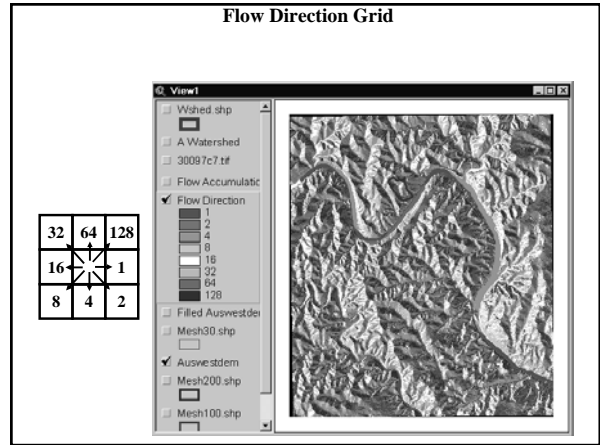 Flow Direction Grid
View1
Wshed.shp
A Watershed
30097c7.tif
Flow Accumulatic
Flow Direction
1
2
4
8
16
32
64
128
Filled Auswestder
Mesh30.shp
Auswestdem
Mesh200.shp
Mesh100.shp
32 64 128
16 1
8 4 2